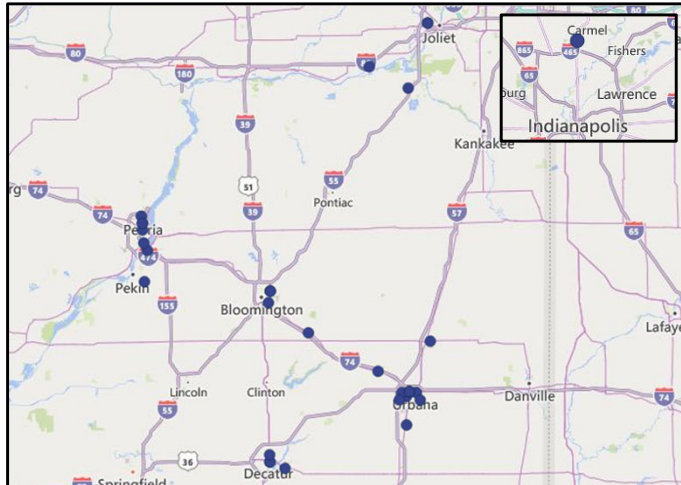 80
80
Joliet
180
80
39
Kankakee
51
55
74
rg
74
39
Pontiac
57
65
Peoria
474
Pekin
155
Bloomington
Lafaye
74
Lincoln
Clinton
Urbana
Danville
74
55
36
Decatur
Springfield
72
Carmel
865
465
Fishers
65
burg
Lawrence
Indianapolis